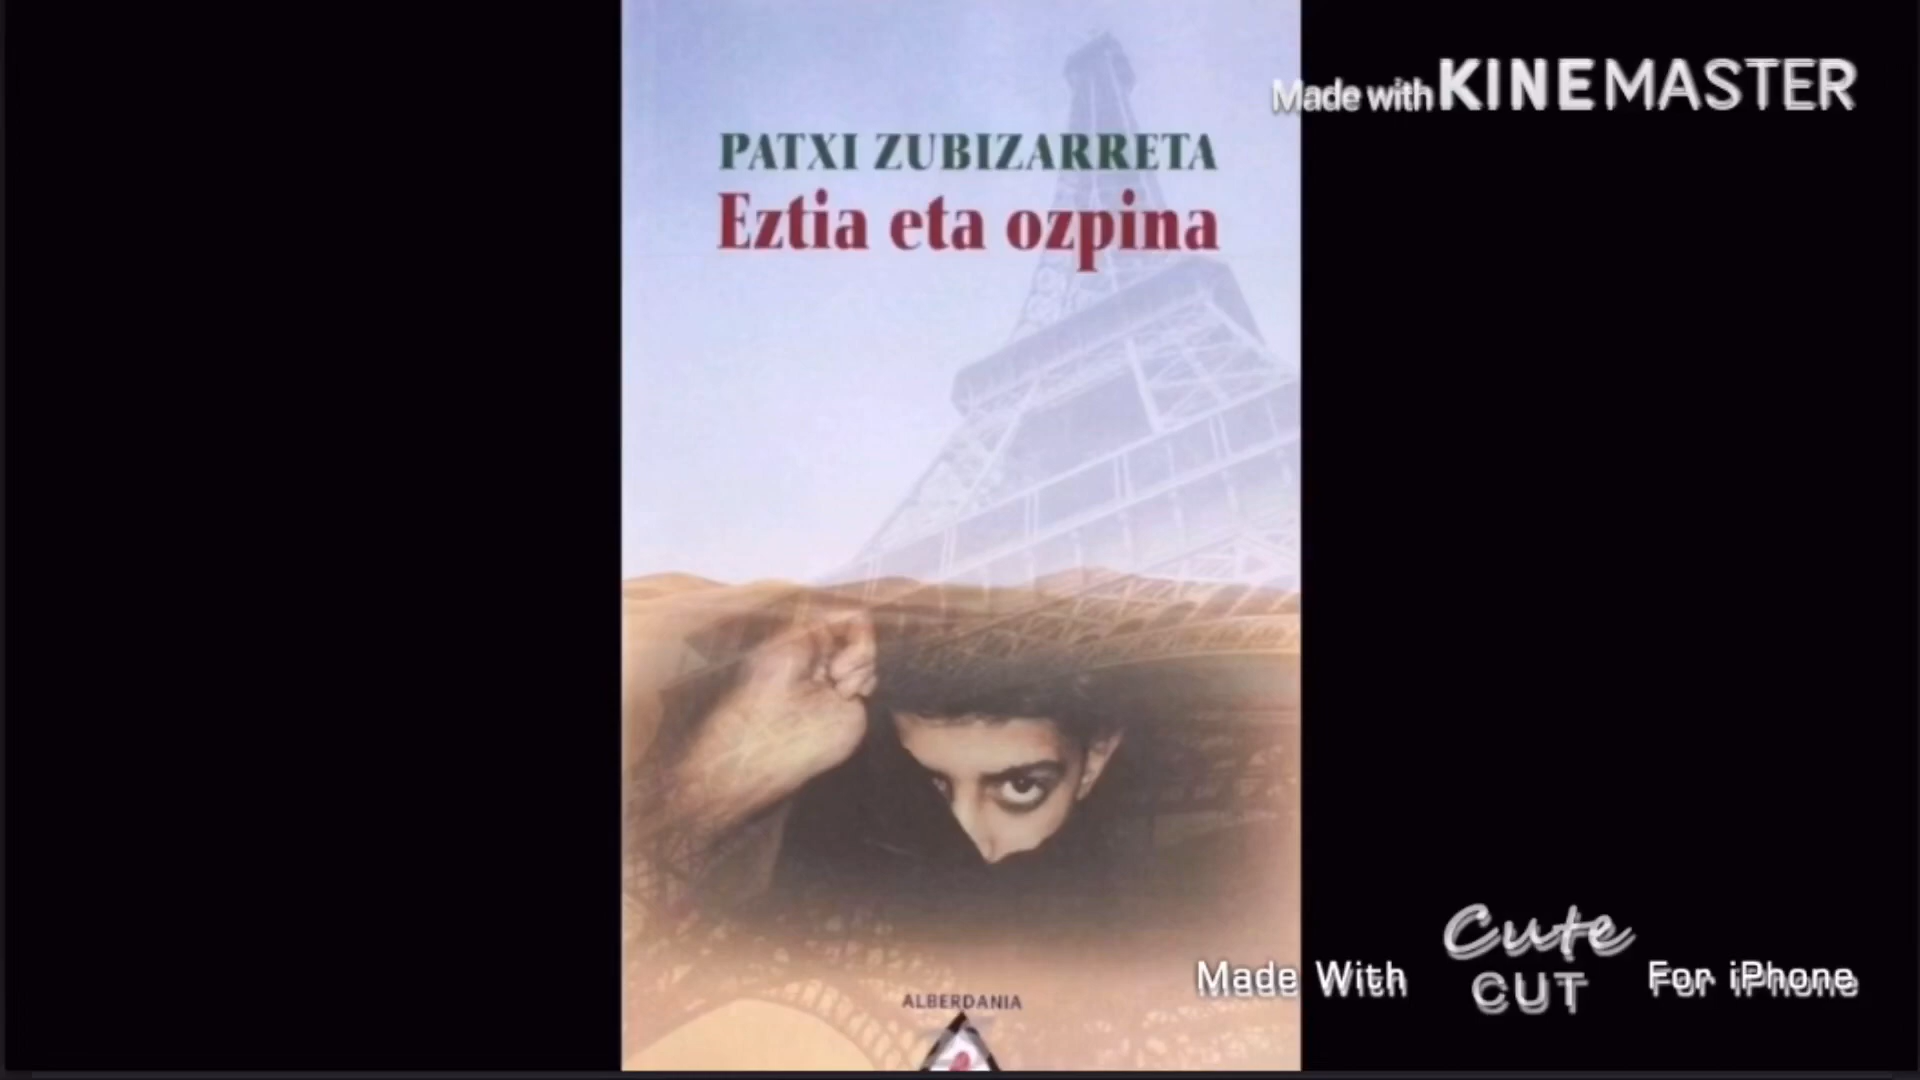 Made with KINEMASTER
PATXI ZUBIZARRETA
Eztia eta ozpina
ALBERDANIA
Made With Cute CUT For iPhone